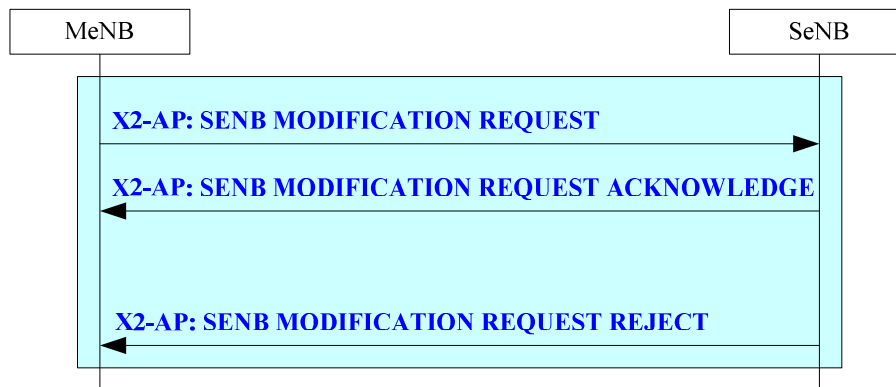 MeNB
SeNB
X2-AP: SENB MODIFICATION REQUEST
X2-AP: SENB MODIFICATION REQUEST ACKNOWLEDGE
X2-AP: SENB MODIFICATION REQUEST REJECT